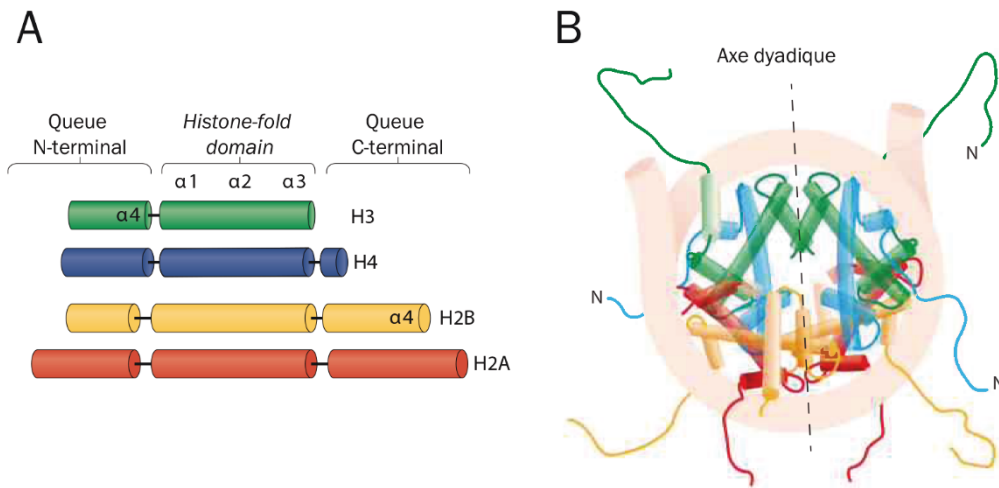 A
Queue
N-terminal
Histone-fold
domain
Queue
C-terminal
α1 α2 α3
α4
H3
H4
α4
H2B
H2A
B
Axe dyadique
N
N
N